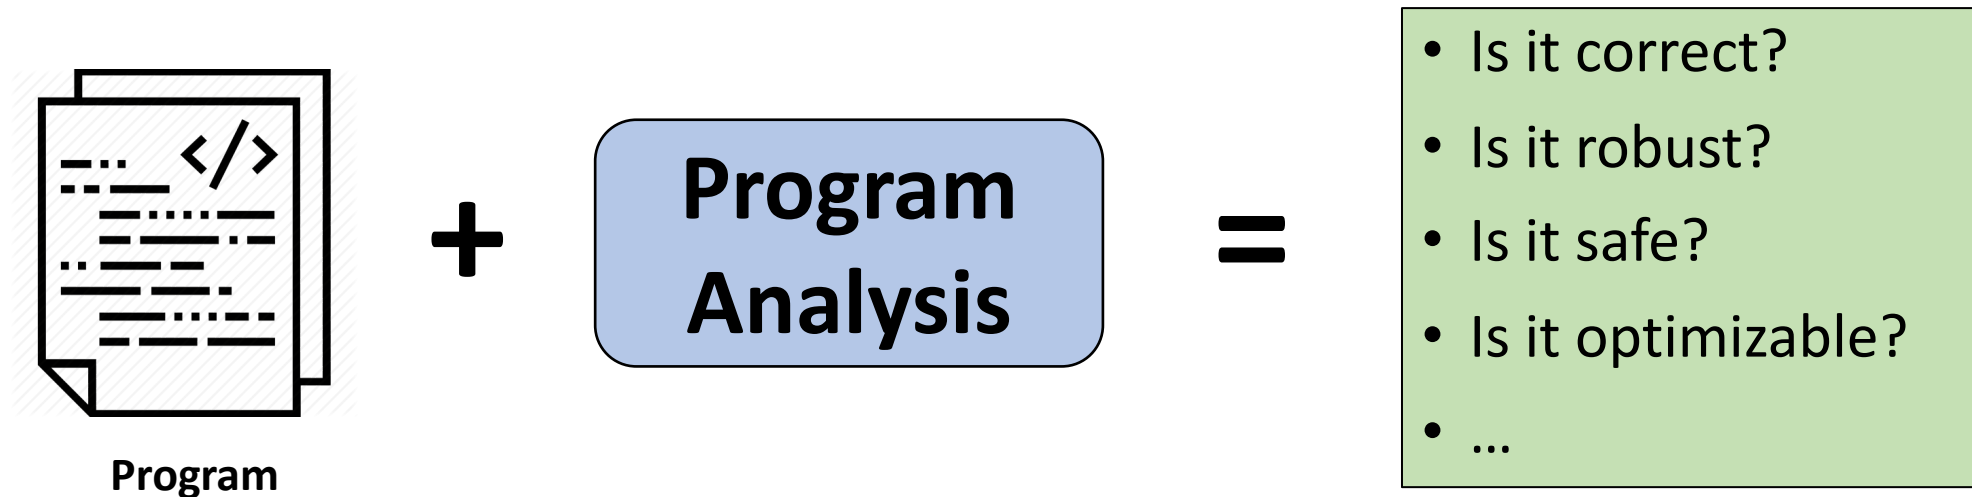 </>
Program
+
Program
Analysis
=
• Is it correct?
• Is it robust?
• Is it safe?
• Is it optimizable?
• ...